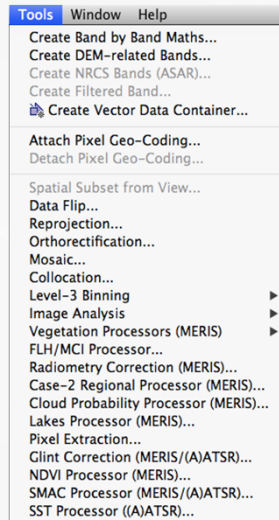 Tools Window Help
Create Band by Band Maths...
Create DEM-related Bands...
Create NRCS Bands (ASAR)...
Create Filtered Band...
Create Vector Data Container...
Attach Pixel Geo-Coding...
Detach Pixel Geo-Coding...
Spatial Subset from View...
Data Flip...
Reprojection...
Orthorectification...
Mosaic...
Collocation...
Level-3 Binning
Image Analysis
Vegetation Processors (MERIS)
FLH/MCI Processor...
Radiometry Correction (MERIS)...
Case-2 Regional Processor (MERIS)...
Cloud Probability Processor (MERIS)...
Lakes Processor (MERIS)...
Pixel Extraction...
Glint Correction (MERIS/(A)ATSR)...
NDVI Processor (MERIS)...
SMAC Processor (MERIS/(A)ATSR)...
SST Processor ((A)ATSR)...